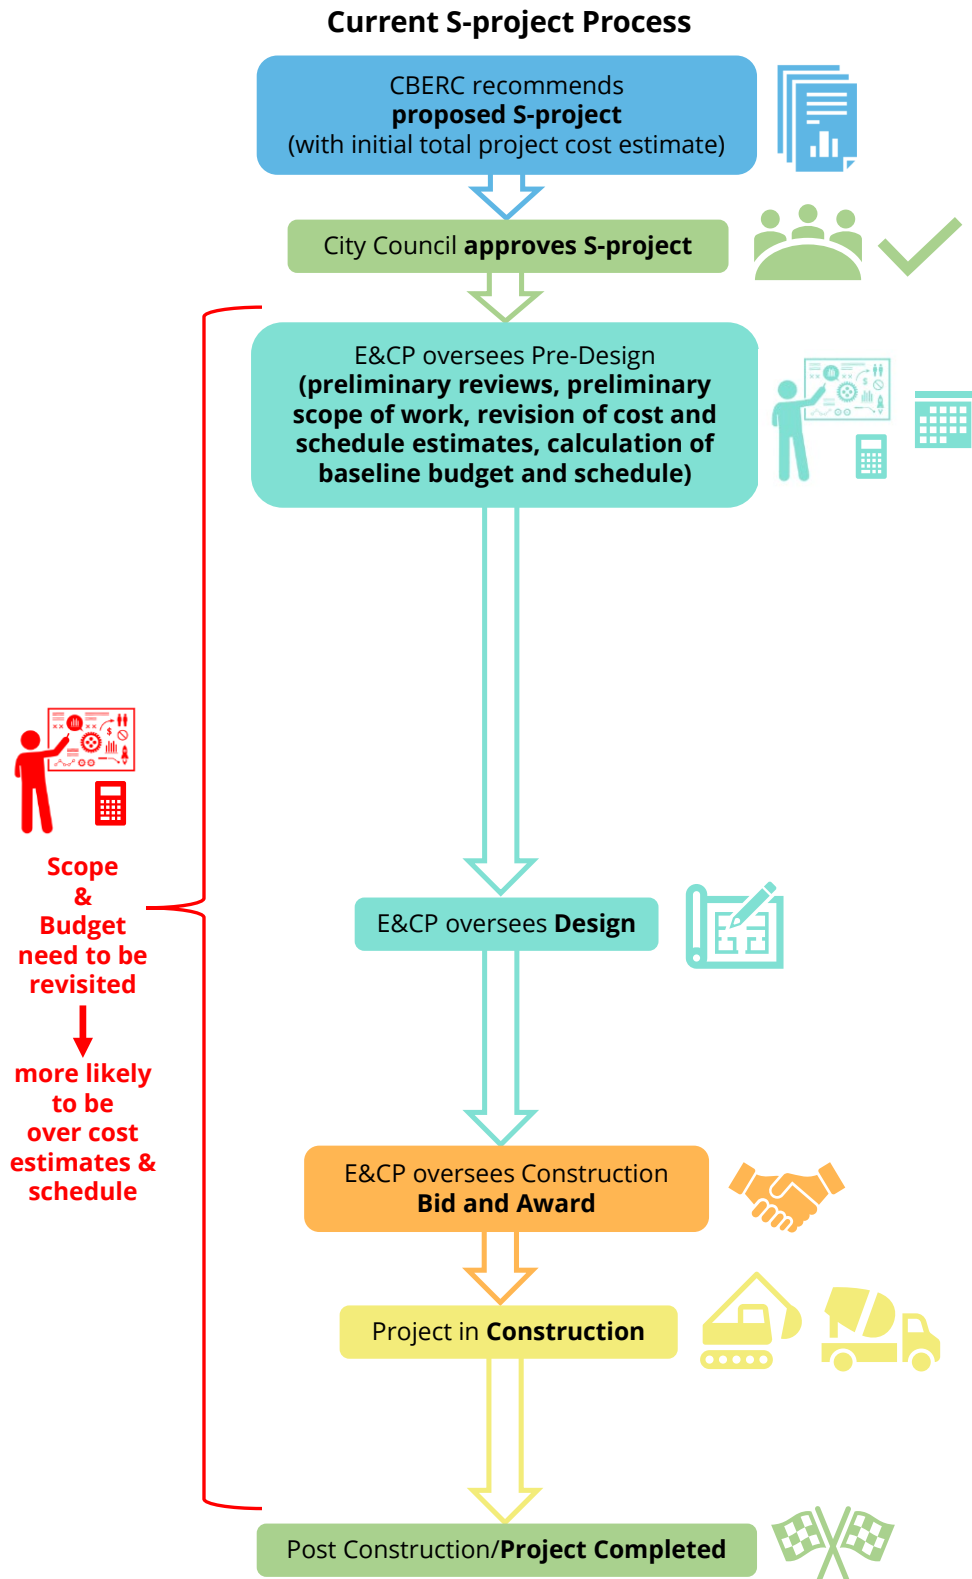 Current S-project Process
CBERC recommends
proposed S-project
(with initial total project cost estimate)
City Council approves S-project
E&CP oversees Pre-Design
(preliminary reviews, preliminary
scope of work, revision of cost and
schedule estimates, calculation of
baseline budget and schedule)
Scope
&
Budget
need to be
revisited
more likely
to be
over cost
estimates &
schedule
E&CP oversees Design
E&CP oversees Construction
Bid and Award
Project in Construction
Post Construction/Project Completed